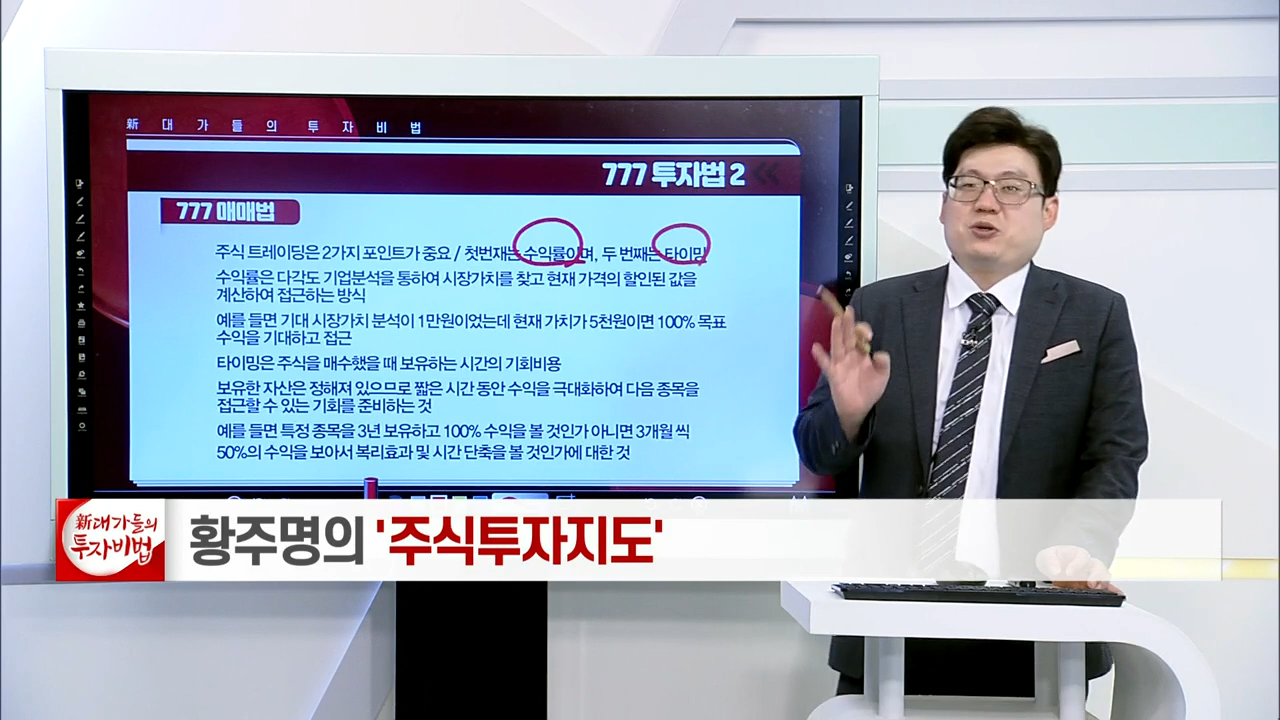 新 대 가 들 의 투 자 비 법
777 투자법 2
777 매매법
주식 트레이딩은 2가지 포인트가 중요 / 첫번재는 수익률이며, 두 번째는 타이밍
수익률은 다각도 기업분석을 통하여 시장가치를 찾고 현재 가격의 할인된 값을
계산하여 접근하는 방식
예를 들면 기대 시장가치 분석이 1만원이었는데 현재 가치가 5천원이면 100% 목표
수익을 기대하고 접근
타이밍은 주식을 매수했을 때 보유하는 시간의 기회비용
보유한 자산은 정해져 있으므로 짧은 시간 동안 수익을 극대화하여 다음 종목을
접근할 수 있는 기회를 준비하는 것
예를 들면 특정 종목을 3년 보유하고 100% 수익을 볼 것인가 아니면 3개월 씩
50%의 수익을 보아서 복리효과 및 시간 단축을 볼 것인가에 대한 것
新대가들의
투자비법
황주명의 '주식투자지도'